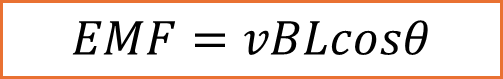 EMF = vBLcosθ